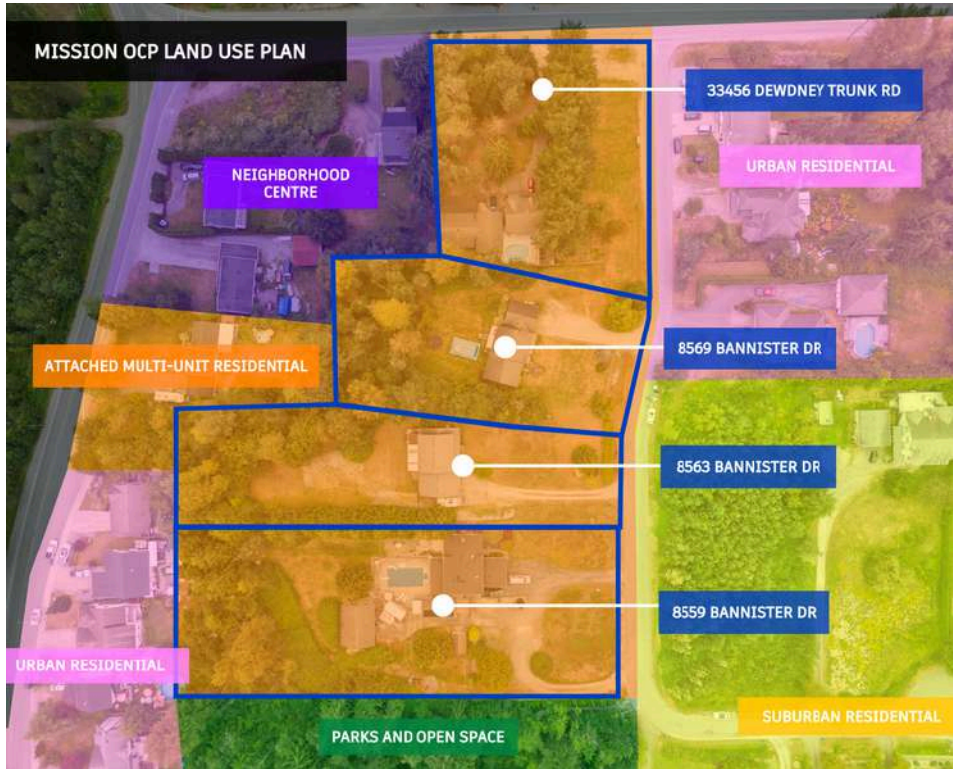 MISSION OCP LAND USE PLAN
33456 DEWDNEY TRUNK RD
NEIGHBORHOOD
CENTRE
URBAN RESIDENTIAL
8569 BANNISTER DR
ATTACHED MULTI-UNIT RESIDENTIAL
8563 BANNISTER DR
8559 BANNISTER DR
URBAN RESIDENTIAL
SUBURBAN RESIDENTIAL
PARKS AND OPEN SPACE